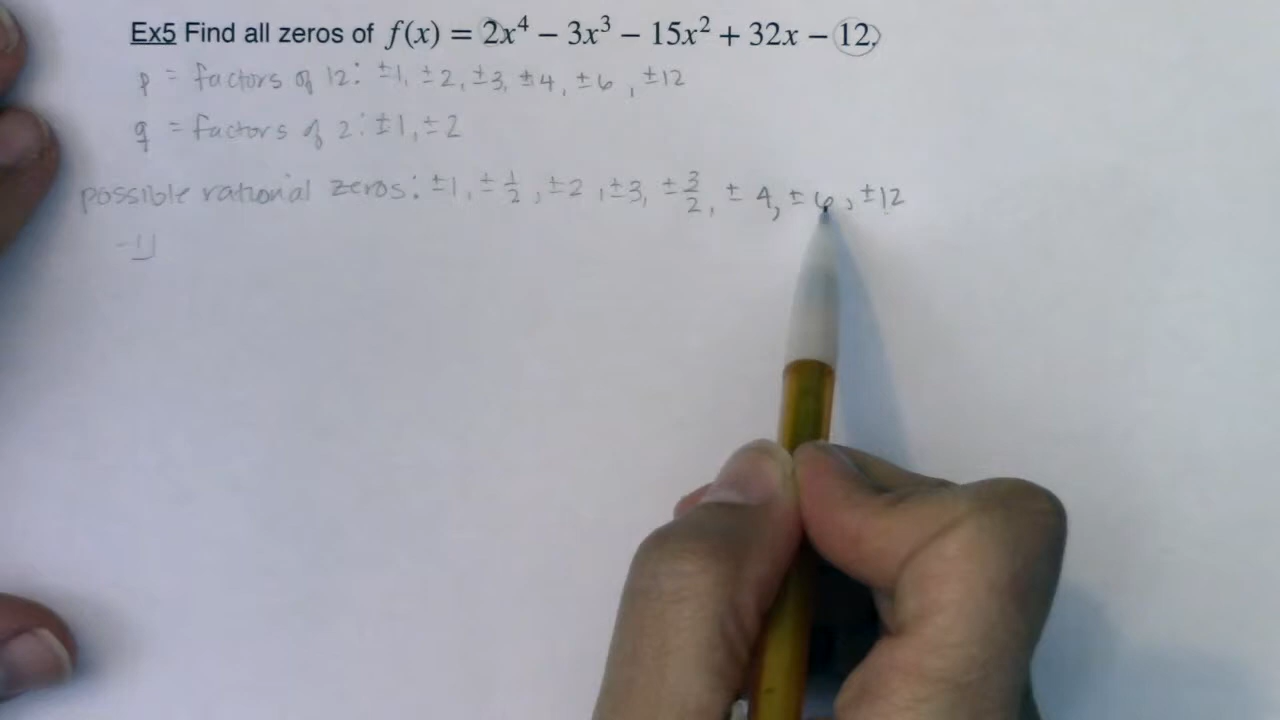 Ex5 Find all zeros of f(x) = 2x⁴ − 3x³ − 15x² + 32x − 12.
p = factors of 12: ±1, ±2, ±3, ±4, ±6, ±12
q = factors of 2: ±1, ±2
possible rational zeros: ±1, ±1/2, ±2, ±3, ±3/2, ±4, ±6, ±12
-1